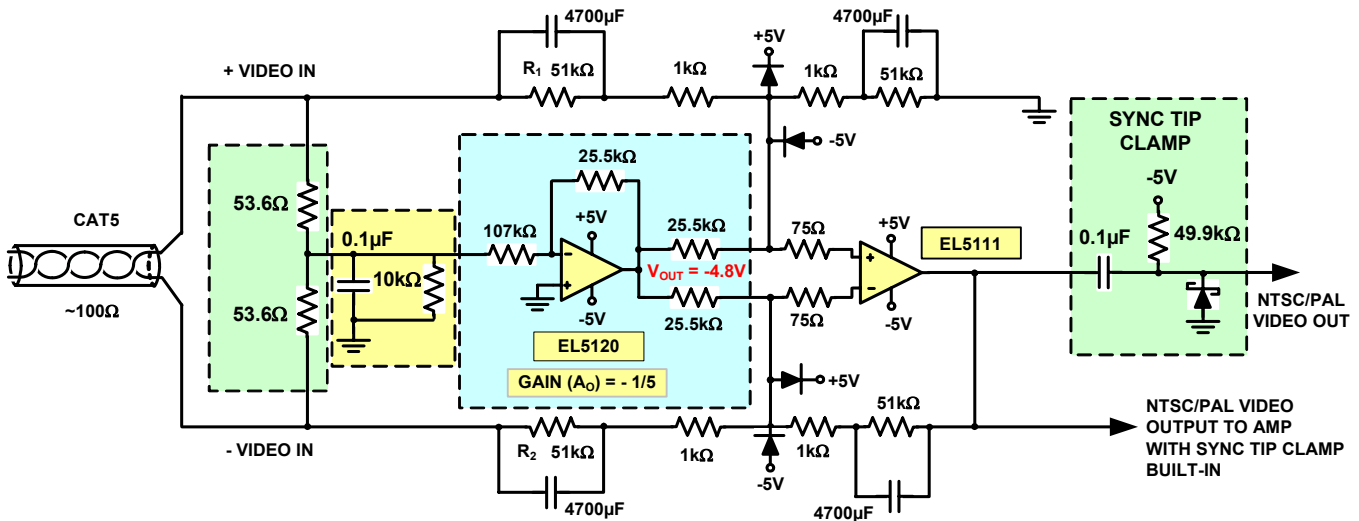 4700µF
4700µF
+5V
+ VIDEO IN
R1 51kΩ
1kΩ
1kΩ
51kΩ
SYNC TIP
CLAMP
-5V
-5V
25.5kΩ
53.6Ω
CAT5
0.1µF
107kΩ
+5V
25.5kΩ
75Ω
+5V
EL5111
0.1µF
49.9kΩ
10kΩ
VOUT = -4.8V
NTSC/PAL
VIDEO OUT
53.6Ω
-5V
25.5kΩ
75Ω
-5V
~100Ω
EL5120
GAIN (AO) = - 1/5
+5V
51kΩ
NTSC/PAL VIDEO
OUTPUT TO AMP
WITH SYNC TIP CLAMP
BUILT-IN
- VIDEO IN
R2 51kΩ
1kΩ
1kΩ
-5V
4700µF
4700µF